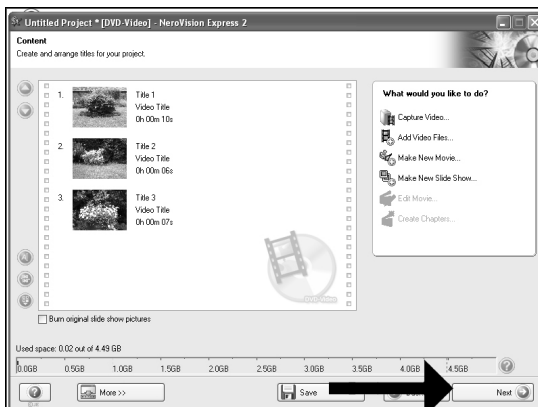 Untitled Project * [DVD-Video] - NeroVision Express 2
Content
Create and arrange titles for your project.
1. Title 1
Video Title
0h 00m 10s
2. Title 2
Video Title
0h 00m 06s
3. Title 3
Video Title
0h 00m 07s
DVD-Video
What would you like to do?
Capture Video...
Add Video Files...
Make New Movie...
Make New Slide Show...
Edit Movie...
Create Chapters...
Burn original slide show pictures
Used space: 0.02 out of 4.49 GB
0.0GB 0.5GB 1.0GB 1.5GB 2.0GB 2.5GB 3.0GB 3.5GB 4.0GB 4.5GB
More >> Save Next